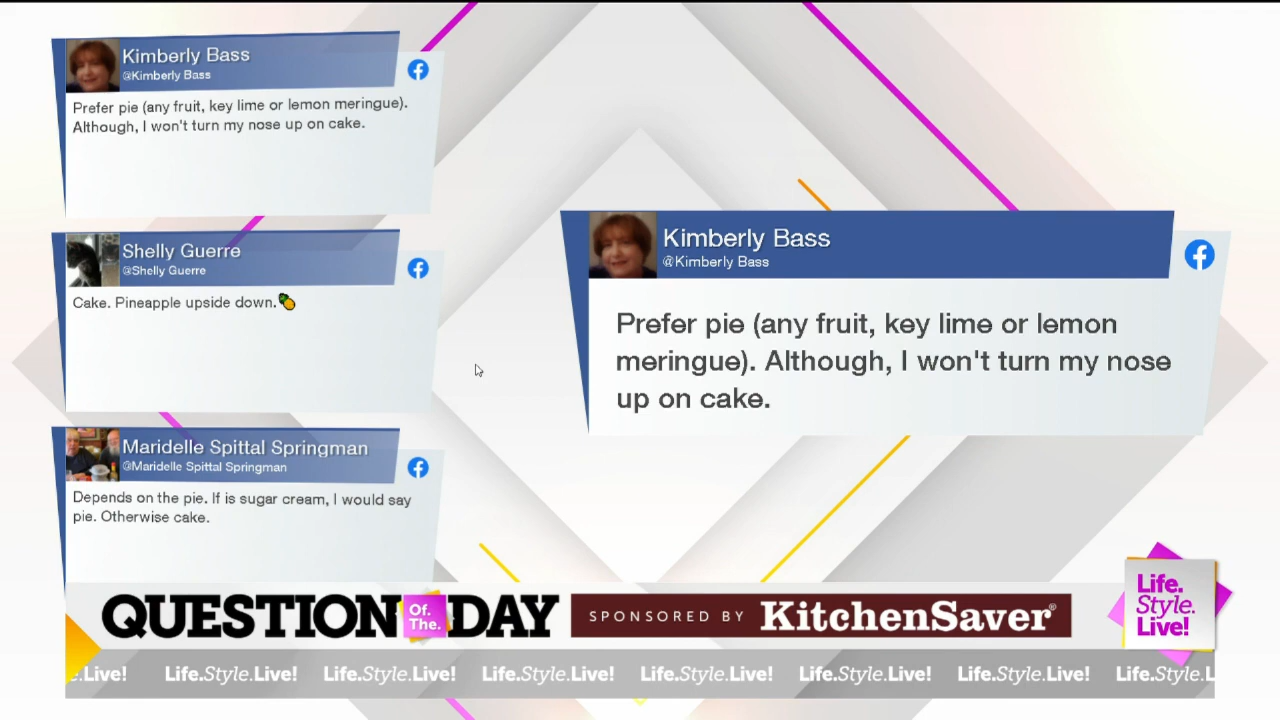 Kimberly Bass
@Kimberly Bass
Prefer pie (any fruit, key lime or lemon meringue).
Although, I won't turn my nose up on cake.
Shelly Guerre
@Shelly Guerre
Cake. Pineapple upside down.🍍
Maridelle Spittal Springman
@Maridelle Spittal Springman
Depends on the pie. If is sugar cream, I would say
pie. Otherwise cake.
Kimberly Bass
@Kimberly Bass
Prefer pie (any fruit, key lime or lemon
meringue). Although, I won't turn my nose
up on cake.
QUESTION Of. The. DAY SPONSORED BY KitchenSaver®
Life.
Style.
Live!
e.Live! Life.Style.Live! Life.Style.Live! Life.Style.Live! Life.Style.Live! Life.Style.Live! Life.Style.Live! Life.Style.L